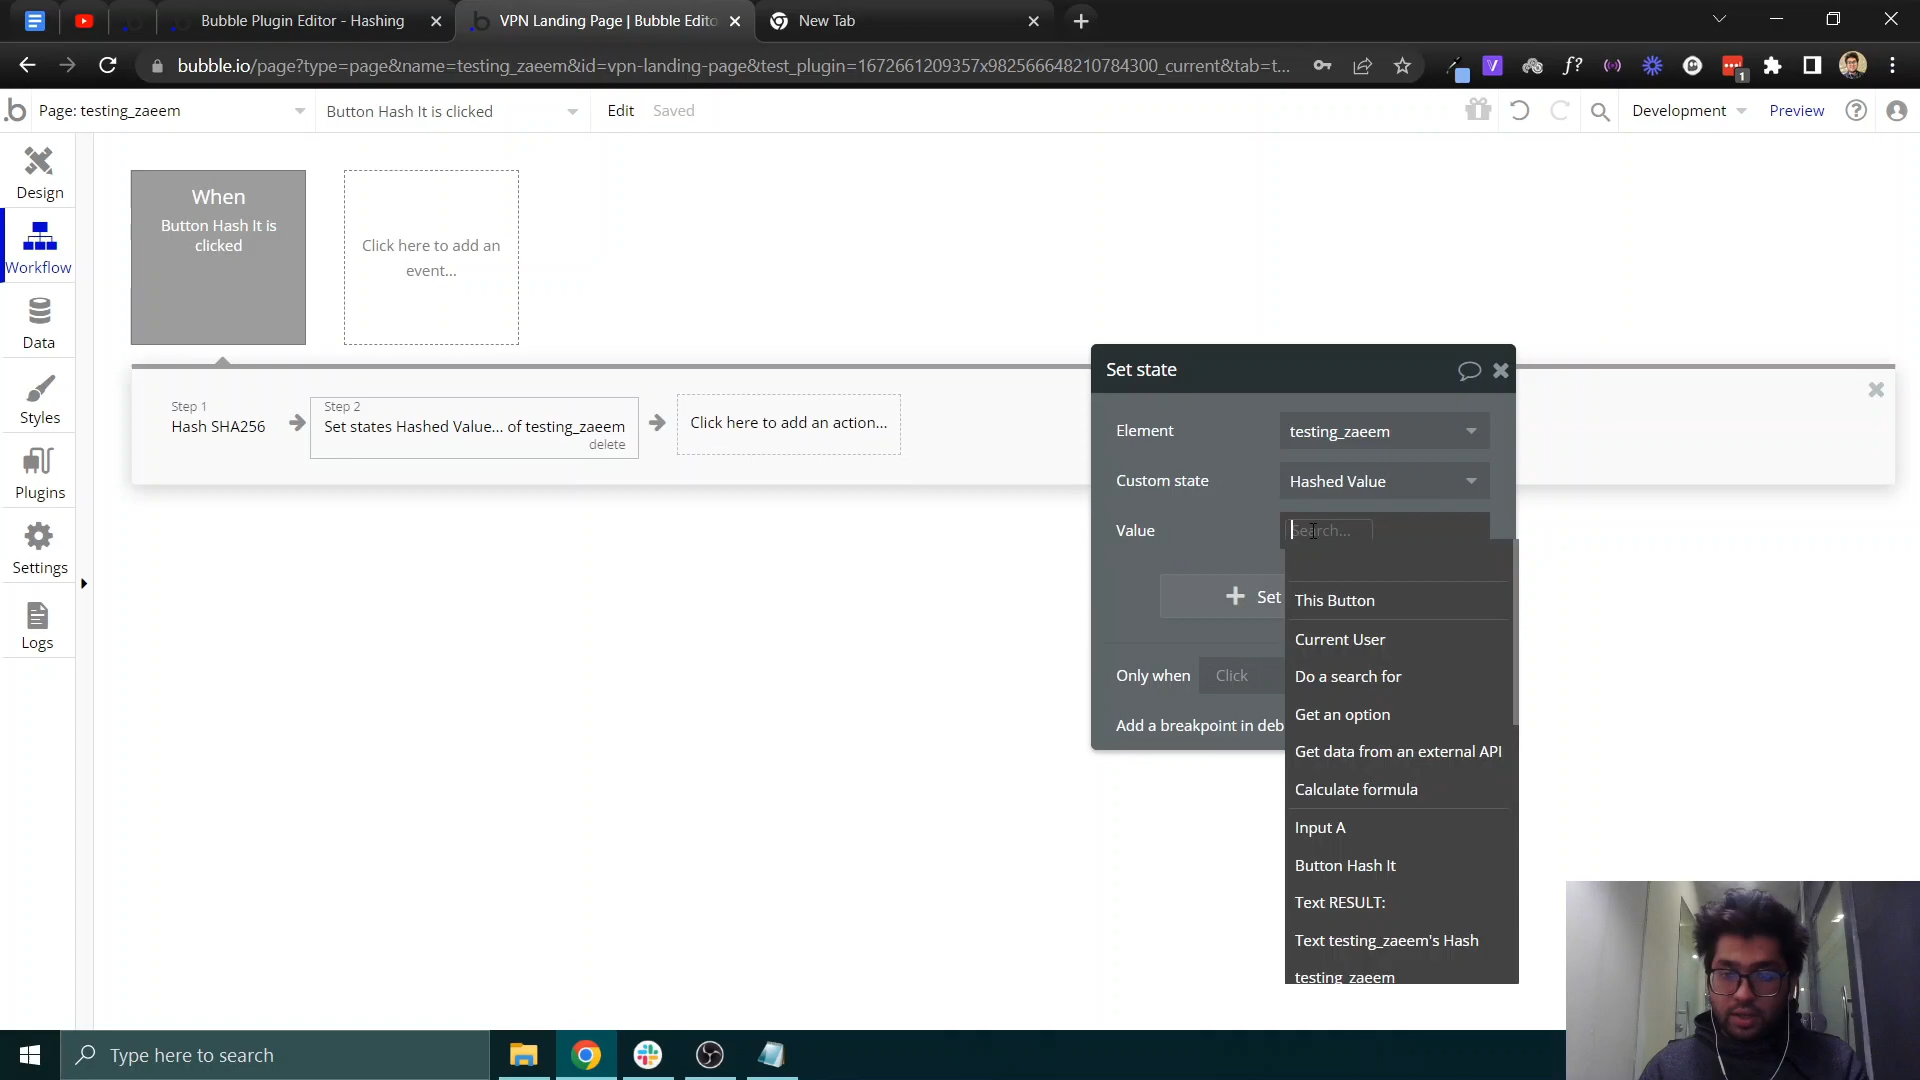 Bubble Plugin Editor - Hashing
VPN Landing Page | Bubble Edito
New Tab
bubble.io/page?type=page&name=testing_zaeem&id=vpn-landing-page&test_plugin=1672661209357x982566648210784300_current&tab=t...
1
Page: testing_zaeem
Button Hash It is clicked
Edit
Saved
Development
Preview
Design
Workflow
Data
Styles
Plugins
Settings
Logs
When
Button Hash It is
clicked
Click here to add an
event...
Step 1
Hash SHA256
Step 2
Set states Hashed Value... of testing_zaeem
delete
Click here to add an action...
Set state
Element
testing_zaeem
Custom state
Hashed Value
Value
Search...
Set
Only when
Click
Add a breakpoint in deb
This Button
Current User
Do a search for
Get an option
Get data from an external API
Calculate formula
Input A
Button Hash It
Text RESULT:
Text testing_zaeem's Hash
testing_zaeem
Type here to search